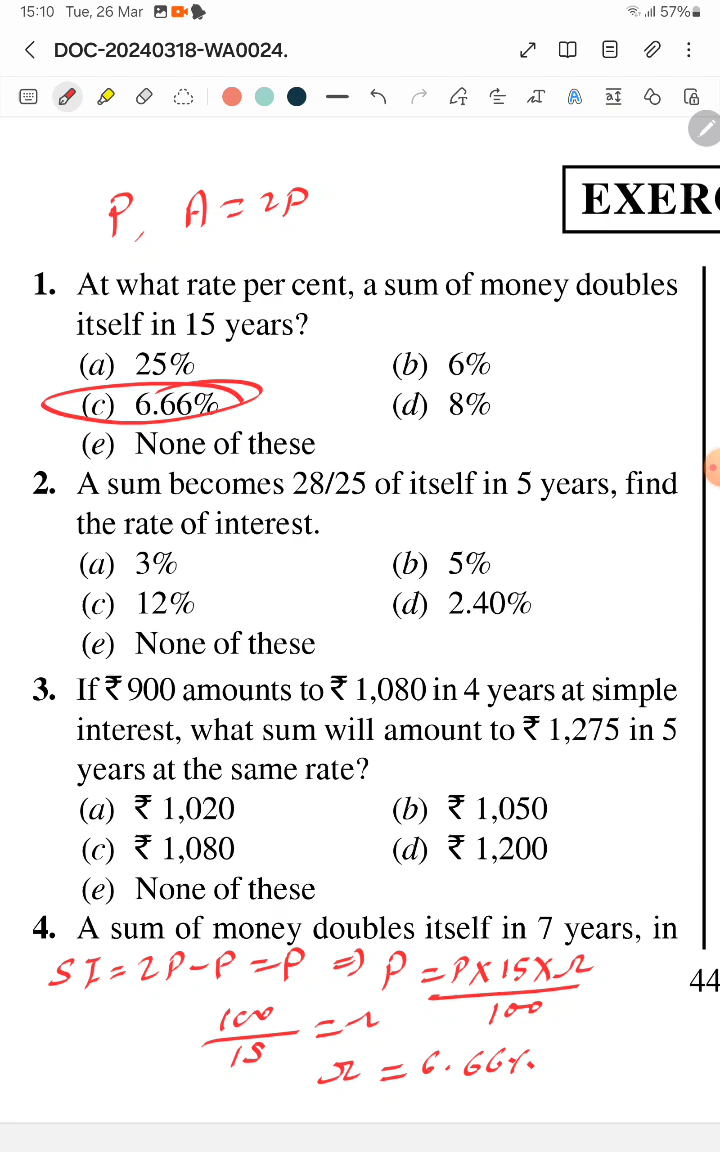 15:10 Tue, 26 Mar 57%
DOC-20240318-WA0024.
P, A = 2P
EXER
1. At what rate per cent, a sum of money doubles
itself in 15 years?
(a) 25% (b) 6%
(c) 6.66% (d) 8%
(e) None of these
2. A sum becomes 28/25 of itself in 5 years, find
the rate of interest.
(a) 3% (b) 5%
(c) 12% (d) 2.40%
(e) None of these
3. If ₹ 900 amounts to ₹ 1,080 in 4 years at simple
interest, what sum will amount to ₹ 1,275 in 5
years at the same rate?
(a) ₹ 1,020 (b) ₹ 1,050
(c) ₹ 1,080 (d) ₹ 1,200
(e) None of these
4. A sum of money doubles itself in 7 years, in
SI = 2P - P = P ⇒ P = P X 15 X r / 100
44
100 / 15 = r
r = 6.66%